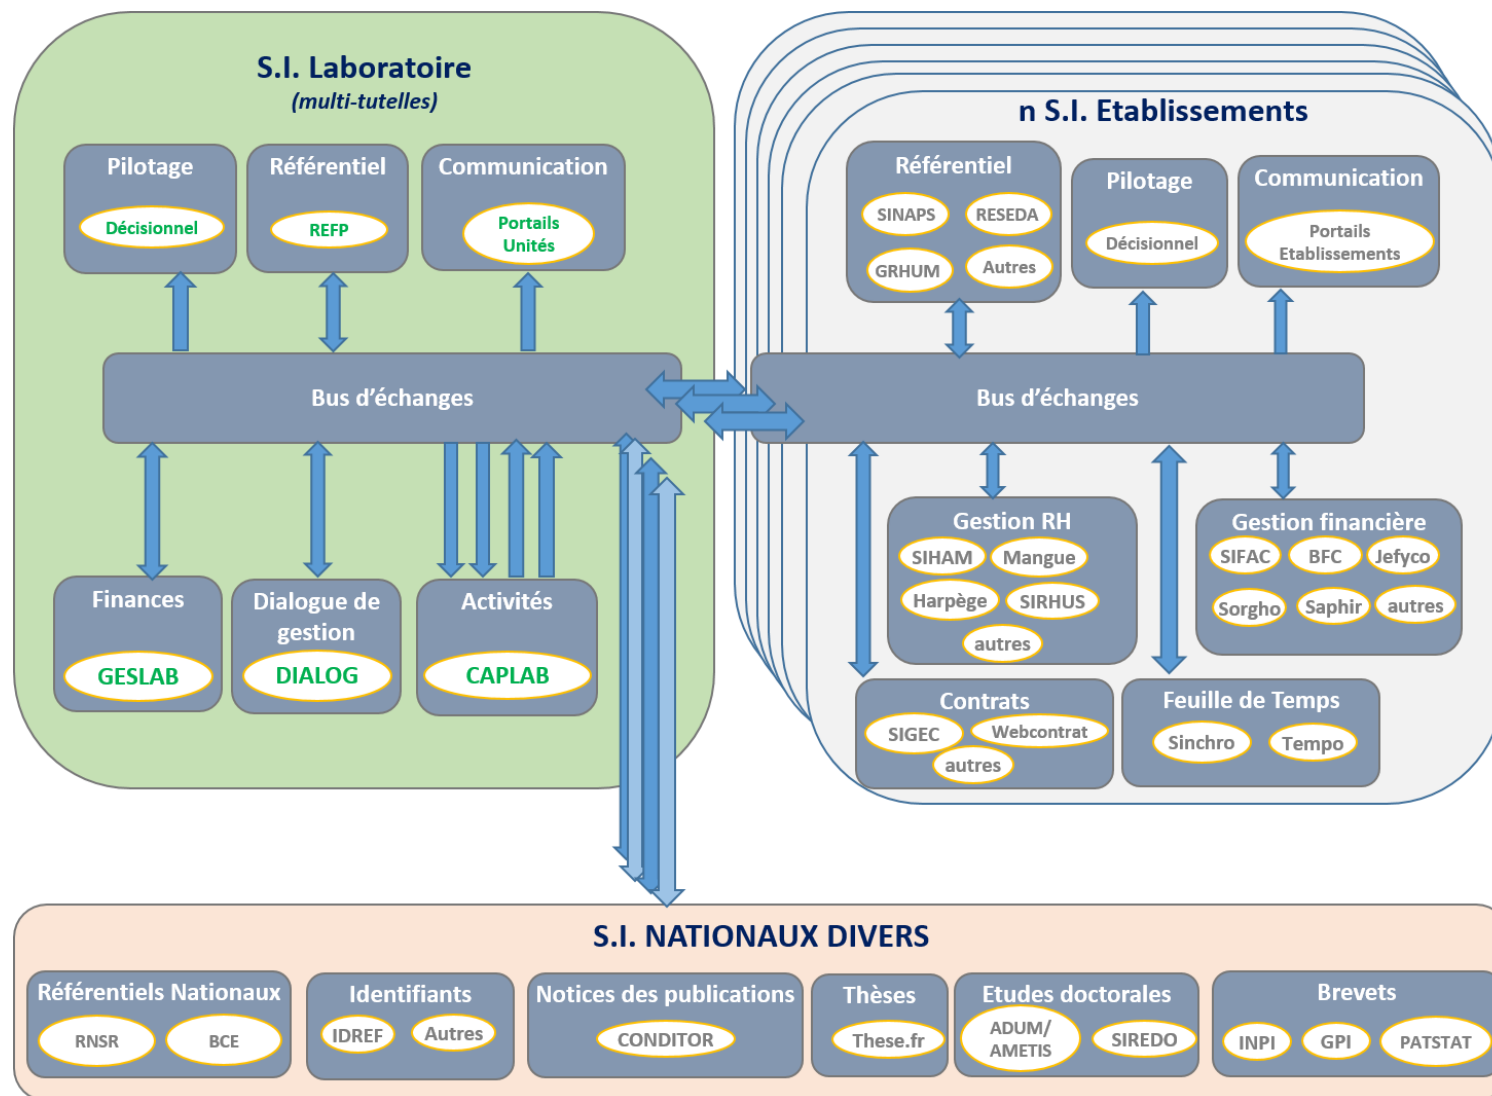 S.I. Laboratoire
(multi-tutelles)
Pilotage
Décisionnel
Référentiel
REFP
Communication
Portails
Unités
Bus d'échanges
Finances
GESLAB
Dialogue de
gestion
DIALOG
Activités
CAPLAB
n S.I. Etablissements
Référentiel
SINAPS
RESEDA
GRHUM
Autres
Pilotage
Décisionnel
Communication
Portails
Etablissements
Bus d'échanges
Gestion RH
SIHAM
Mangue
Harpège
SIRHUS
autres
Gestion financière
SIFAC
BFC
Jefyco
Sorgho
Saphir
autres
Contrats
SIGEC
Webcontrat
autres
Feuille de Temps
Sinchro
Tempo
S.I. NATIONAUX DIVERS
Référentiels Nationaux
RNSR
BCE
Identifiants
IDREF
Autres
Notices des publications
CONDITOR
Thèses
These.fr
Etudes doctorales
ADUM/
AMETIS
SIREDO
Brevets
INPI
GPI
PATSTAT